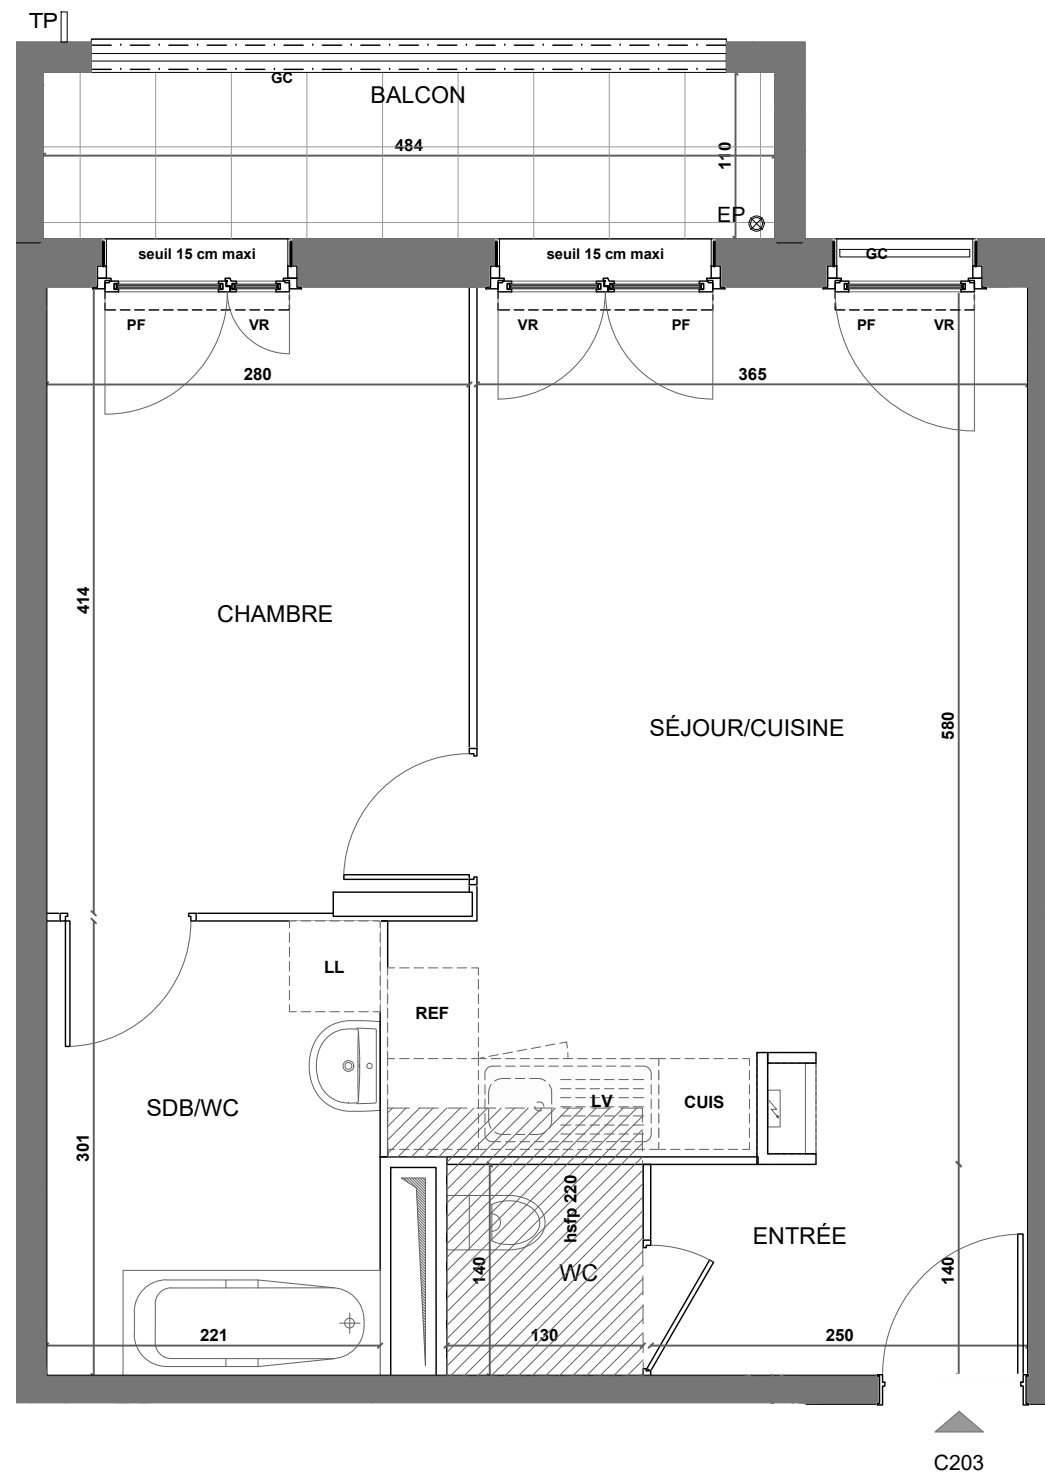 TP
GC
BALCON
484
110
EP
seuil 15 cm maxi
seuil 15 cm maxi
GC
PF
VR
VR
PF
PF
VR
280
365
414
CHAMBRE
SÉJOUR/CUISINE
580
LL
REF
SDB/WC
LV
CUIS
301
hsfp 220
ENTRÉE
WC
140
140
221
130
250
C203